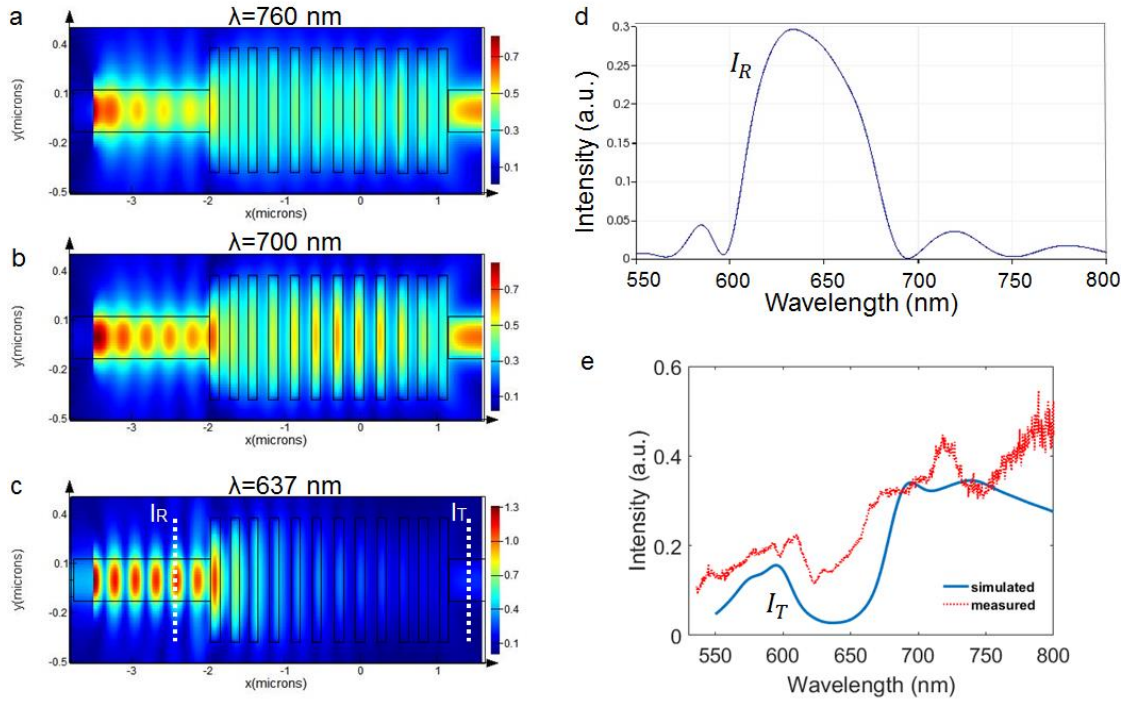 a
λ=760 nm
0.4
0.1
-0.2
-0.5
y(microns)
-3
-2
-1
0
1
x(microns)
0.7
0.5
0.3
0.1
b
λ=700 nm
0.4
0.1
-0.2
-0.5
y(microns)
-3
-2
-1
0
1
x(microns)
0.7
0.5
0.3
0.1
c
λ=637 nm
I_R
I_T
0.4
0.1
-0.2
-0.5
y(microns)
-3
-2
-1
0
1
x(microns)
1.3
1.0
0.7
0.4
0.1
d
I_R
0.3
0.25
0.2
0.15
0.1
0.05
0
Intensity (a.u.)
550
600
650
700
750
800
Wavelength (nm)
e
0.6
0.4
0.2
0
Intensity (a.u.)
I_T
simulated
measured
550
600
650
700
750
800
Wavelength (nm)